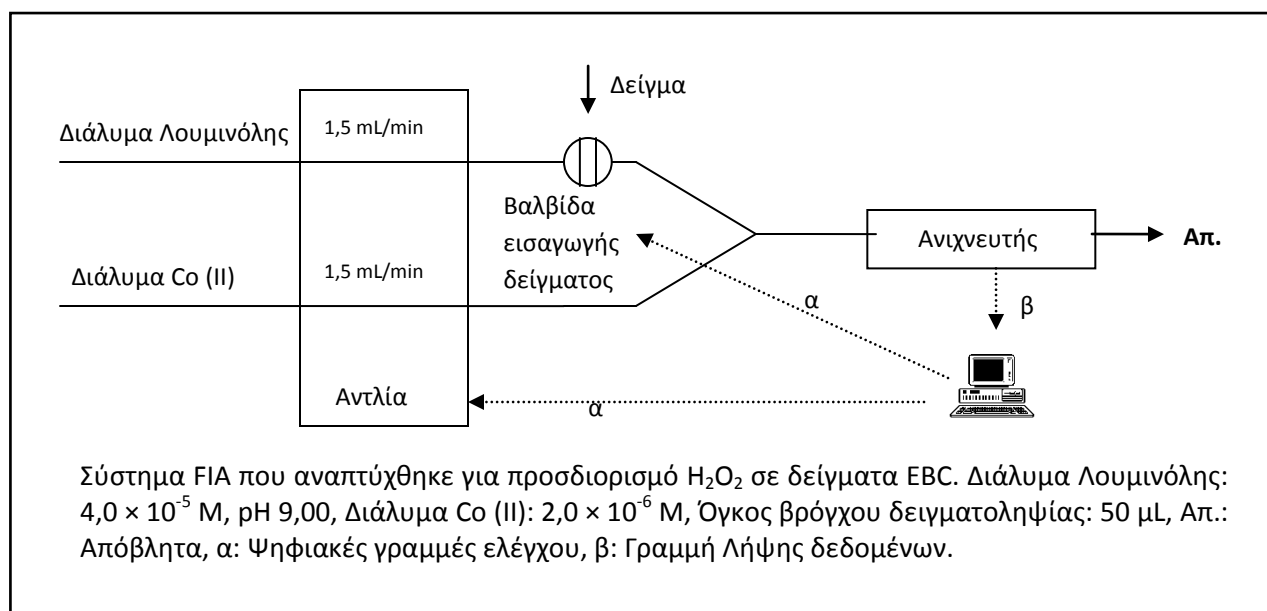 Δείγμα
Διάλυμα Λουμινόλης
1,5 mL/min
Βαλβίδα
εισαγωγής
δείγματος
Ανιχνευτής
Απ.
Διάλυμα Co (II)
1,5 mL/min
α
β
Αντλία
α
Σύστημα FIA που αναπτύχθηκε για προσδιορισμό H₂O₂ σε δείγματα EBC. Διάλυμα Λουμινόλης:
4,0 × 10⁻⁵ M, pH 9,00, Διάλυμα Co (II): 2,0 × 10⁻⁶ M, Όγκος βρόγχου δειγματοληψίας: 50 μL, Απ.:
Απόβλητα, α: Ψηφιακές γραμμές ελέγχου, β: Γραμμή Λήψης δεδομένων.